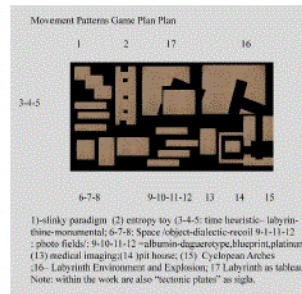 Movement Patterns Game Plan Plan
1 2 17 16
3-4-5
6-7-8 9-10-11-12 13 14 15
1)-slinky paradigm (2) entropy toy (3-4-5: time heuristic– labyrin-
thine-monumental; 6-7-8: Space /object-dialectic-recoil 9-1-11-12
: photo fields/: 9-10-11-12 =albumin-daguerotype,blueprint,platinum
(13) medical imaging;(14 )pit house; (15) Cyclopean Arches
;16– Labyrinth Environment and Explosion; 17 Labyrinth as tableau
Note: within the work are also “tectonic plates” as sigla.